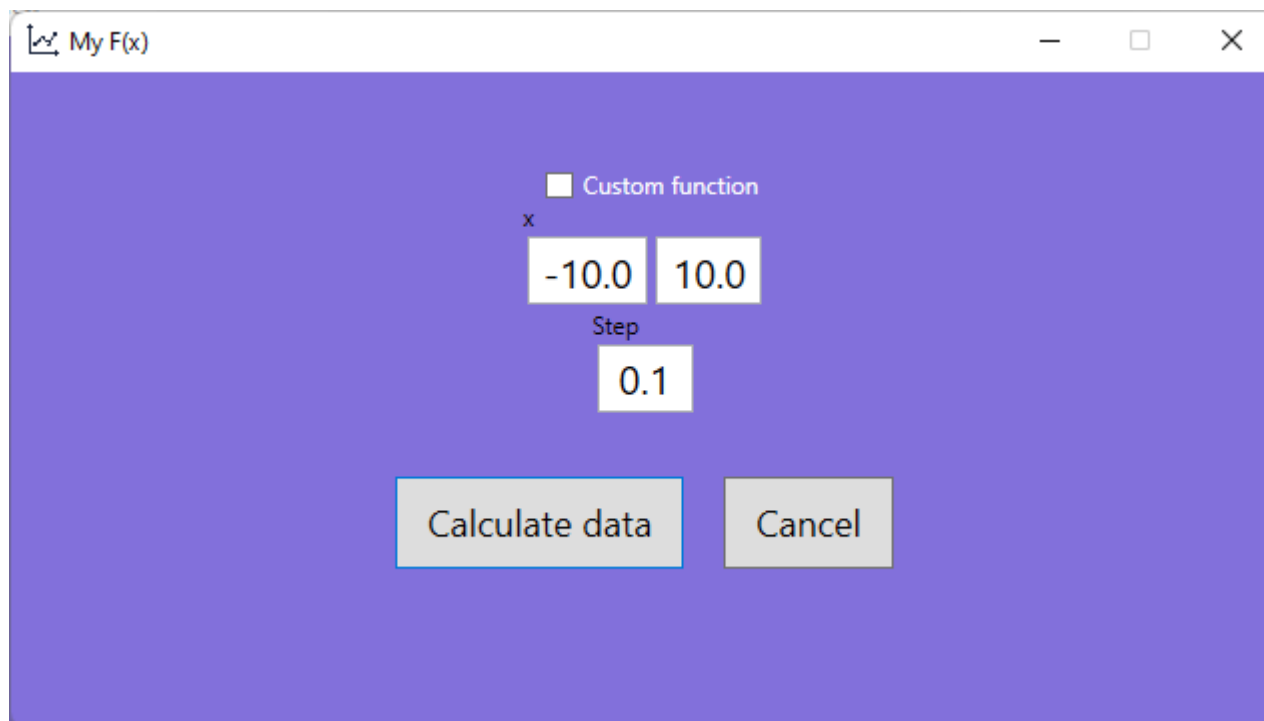 My F(x)
Custom function
x
-10.0 10.0
Step
0.1
Calculate data Cancel